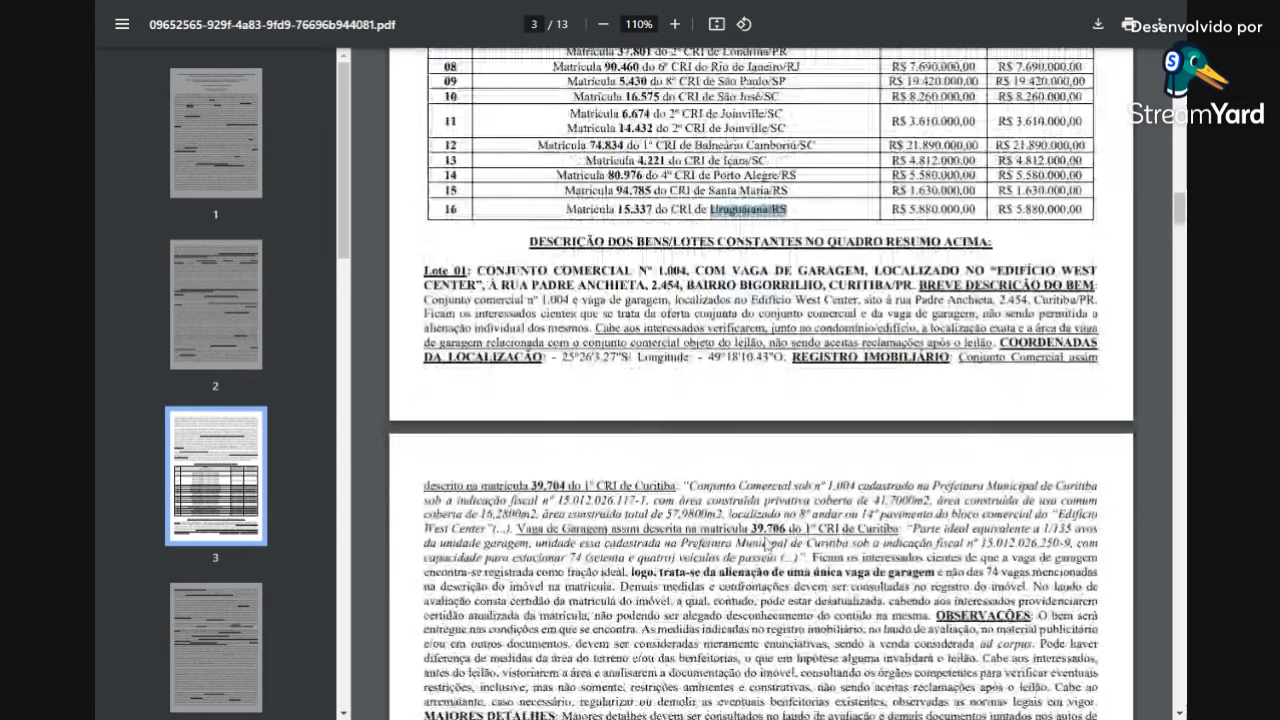 09652565-929f-4a83-9fd9-76696b944081.pdf
3 / 13
110%
Desenvolvido por
StreamYard
Matrícula 37.801 do 2º CRI de Londrina/PR
08 Matrícula 90.460 do 6º CRI do Rio de Janeiro/RJ R$ 7.690.000,00 R$ 7.690.000,00
09 Matrícula 5.430 do 8º CRI de São Paulo/SP R$ 19.420.000,00 R$ 19.420.000,00
10 Matrícula 16.575 do CRI de São José/SC R$ 8.260.000,00 R$ 8.260.000,00
11 Matrícula 6.674 do 2º CRI de Joinville/SC R$ 3.610.000,00 R$ 3.610.000,00
Matrícula 14.432 do 2º CRI de Joinville/SC
12 Matrícula 74.834 do 1º CRI de Balneário Camboriú/SC R$ 21.890.000,00 R$ 21.890.000,00
13 Matrícula 4.221 do CRI de Içara/SC R$ 4.812.000,00 R$ 4.812.000,00
14 Matrícula 80.976 do 4º CRI de Porto Alegre/RS R$ 5.580.000,00 R$ 5.580.000,00
15 Matrícula 94.785 do CRI de Santa Maria/RS R$ 1.630.000,00 R$ 1.630.000,00
16 Matrícula 15.337 do CRI de Uruguaiana/RS R$ 5.880.000,00 R$ 5.880.000,00
DESCRIÇÃO DOS BENS/LOTES CONSTANTES NO QUADRO RESUMO ACIMA:
Lote 01: CONJUNTO COMERCIAL Nº 1.004, COM VAGA DE GARAGEM, LOCALIZADO NO “EDIFÍCIO WEST
CENTER”, À RUA PADRE ANCHIETA, 2.454, BAIRRO BIGORRILHO, CURITIBA/PR. BREVE DESCRIÇÃO DO BEM:
Conjunto comercial nº 1.004 e vaga de garagem, localizados no Edifício West Center, sito à rua Padre Anchieta, 2.454, Curitiba/PR.
Ficam os interessados cientes que se trata da oferta conjunta do conjunto comercial e da vaga de garagem, não sendo permitida a
alienação individual dos mesmos. Cabe aos interessados verificarem, junto ao condomínio/edifício, a localização exata e a área da vaga
de garagem relacionada com o conjunto comercial objeto do leilão, não sendo aceitas reclamações após o leilão. COORDENADAS
DA LOCALIZAÇÃO: - 25°26'3.27"S Longitude - 49°18'10.43"O. REGISTRO IMOBILIÁRIO: Conjunto Comercial assim
descrito na matrícula 39.704 do 1º CRI de Curitiba: “Conjunto Comercial sob nº 1.004 cadastrado na Prefeitura Municipal de Curitiba
sob a indicação fiscal nº 15.012.026.117-1, com área construída privativa coberta de 41,7000m2, área construída de uso comum
coberta de 16,2800m2, área construída total de 57,9800m2, localizado no 8º andar ou 14º pavimento do bloco comercial do “Edifício
West Center”(...). Vaga de Garagem assim descrita na matrícula 39.706 do 1º CRI de Curitiba: “Parte ideal equivalente a 1/135 avos
da unidade garagem, unidade essa cadastrada na Prefeitura Municipal de Curitiba sob a indicação fiscal nº 15.012.026.250-9, com
capacidade para estacionar 74 (setenta e quatro) veículos de passeio (...)”. Ficam os interessados cientes de que a vaga de garagem
encontra-se registrada como fração ideal, logo, trata-se da alienação de uma única vaga de garagem e não das 74 vagas mencionadas
na descrição do imóvel na matrícula. Demais medidas e confrontações devem ser consultadas no registro do imóvel. No laudo de
avaliação consta certidão da matrícula do imóvel, a qual, contudo, pode estar desatualizada, cabendo aos interessados providenciarem
certidão atualizada da matrícula, não podendo ser alegado desconhecimento do contido na mesma. OBSERVAÇÕES: O bem será
entregue nas condições em que se encontra. As medidas indicadas no registro imobiliário, no laudo de avaliação, no material publicitário
e/ou em outros documentos, devem ser consideradas meramente enunciativas, sendo a venda considerada ad corpus. Pode haver
diferença de medidas da área do terreno e/ou das benfeitorias, o que em hipótese alguma invalidará o leilão. Cabe aos interessados,
antes do leilão, vistoriarem a área e analisarem a documentação do imóvel, consultando os órgãos competentes para verificar eventuais
restrições, inclusive, mas não somente, restrições ambientes e construtivas, não sendo aceitas reclamações após o leilão. Cabe ao
arrematante, caso necessário, regularizar ou demolir as eventuais benfeitorias existentes, observadas as normas legais em vigor.
MAIORES DETALHES: Maiores detalhes devem ser consultados no laudo de avaliação e demais documentos juntados nos autos de
1
2
3